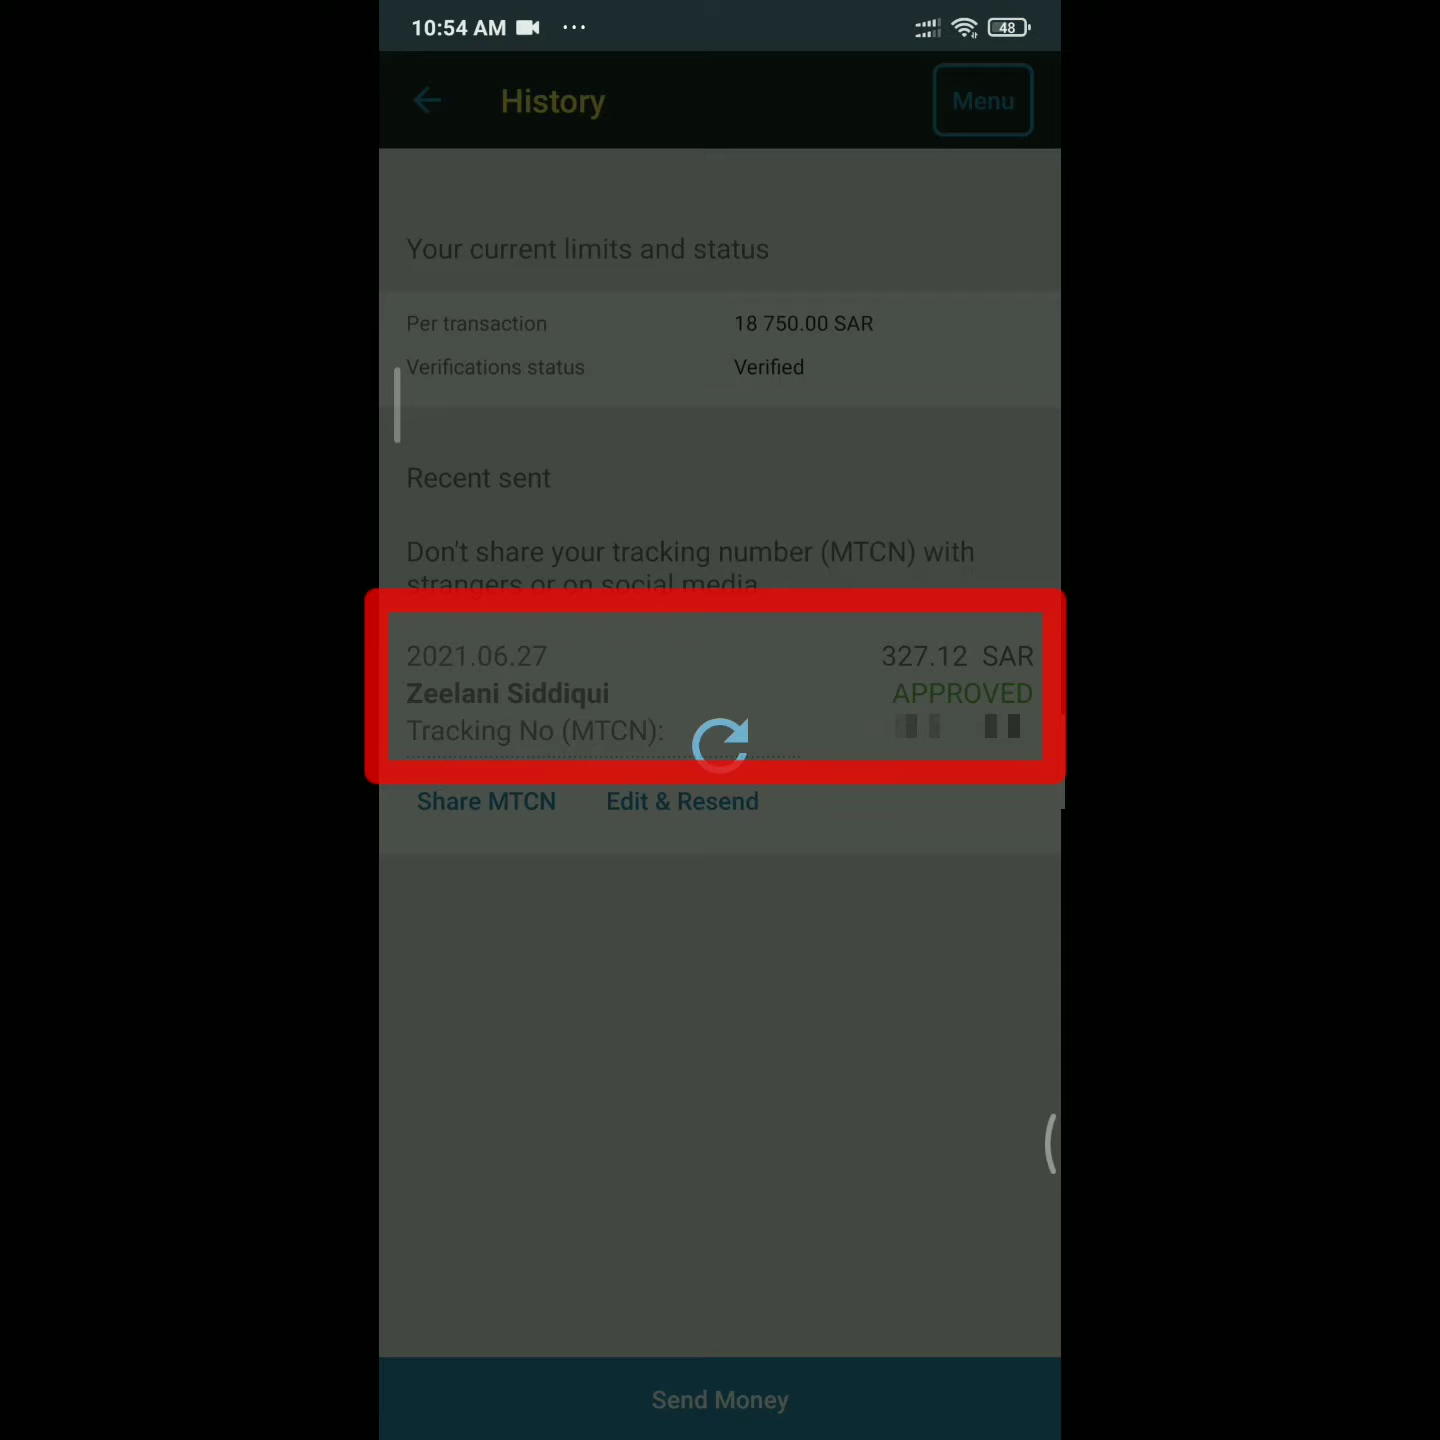 10:54 AM
48
History
Menu
Your current limits and status
Per transaction 18 750.00 SAR
Verifications status Verified
Recent sent
Don't share your tracking number (MTCN) with
strangers or on social media
2021.06.27 327.12 SAR
Zeelani Siddiqui APPROVED
Tracking No (MTCN):
Share MTCN Edit & Resend
Send Money